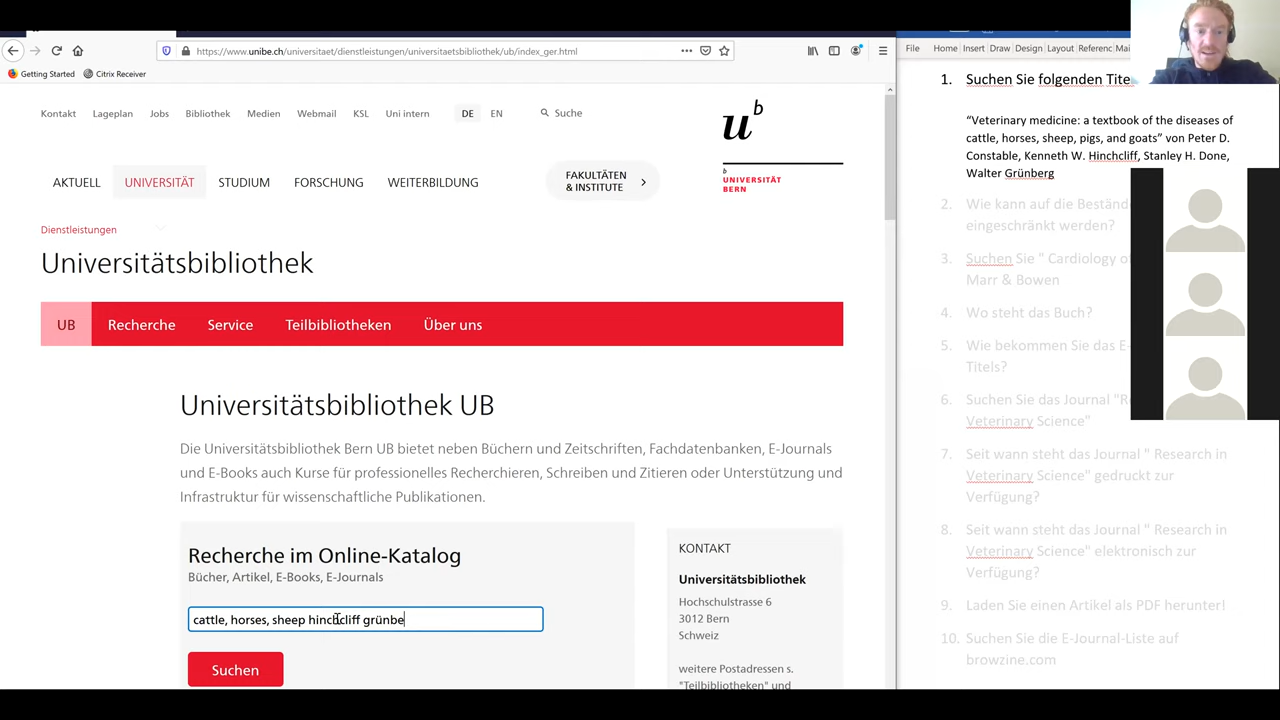 https://www.unibe.ch/universitaet/dienstleistungen/universitaetsbibliothek/ub/index_ger.html
Getting Started Citrix Receiver
Kontakt Lageplan Jobs Bibliothek Medien Webmail KSL Uni intern DE EN Suche
u b
AKTUELL UNIVERSITÄT STUDIUM FORSCHUNG WEITERBILDUNG
FAKULTÄTEN
& INSTITUTE
b
UNIVERSITÄT
BERN
Dienstleistungen
Universitätsbibliothek
UB Recherche Service Teilbibliotheken Über uns
Universitätsbibliothek UB
Die Universitätsbibliothek Bern UB bietet neben Büchern und Zeitschriften, Fachdatenbanken, E-Journals
und E-Books auch Kurse für professionelles Recherchieren, Schreiben und Zitieren oder Unterstützung und
Infrastruktur für wissenschaftliche Publikationen.
Recherche im Online-Katalog
Bücher, Artikel, E-Books, E-Journals
cattle, horses, sheep hinchcliff grünbe
Suchen
KONTAKT
Universitätsbibliothek
Hochschulstrasse 6
3012 Bern
Schweiz
weitere Postadressen s.
"Teilbibliotheken" und
File Home Insert Draw Design Layout Referenc Mai
1. Suchen Sie folgenden Tite
“Veterinary medicine: a textbook of the diseases of
cattle, horses, sheep, pigs, and goats” von Peter D.
Constable, Kenneth W. Hinchcliff, Stanley H. Done,
Walter Grünberg
2. Wie kann auf die Bestände
eingeschränkt werden?
3. Suchen Sie " Cardiology of
Marr & Bowen
4. Wo steht das Buch?
5. Wie bekommen Sie das E-
Titels?
6. Suchen Sie das Journal "Re
Veterinary Science"
7. Seit wann steht das Journal " Research in
Veterinary Science" gedruckt zur
Verfügung?
8. Seit wann steht das Journal " Research in
Veterinary Science" elektronisch zur
Verfügung?
9. Laden Sie einen Artikel als PDF herunter!
10. Suchen Sie die E-Journal-Liste auf
browzine.com